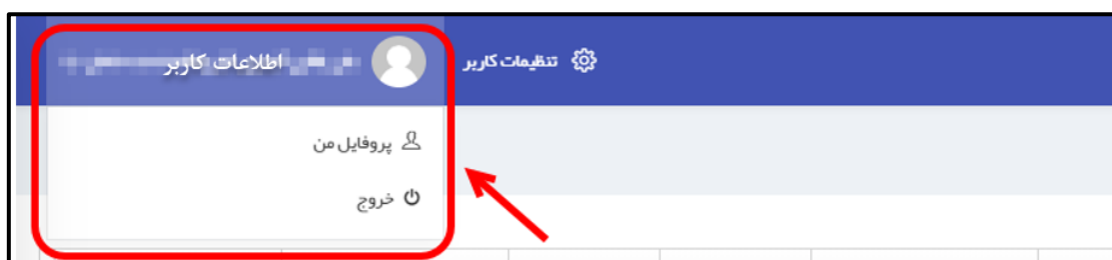 تنظیمات کاربر
اطلاعات کاربر
پروفایل من
خروج